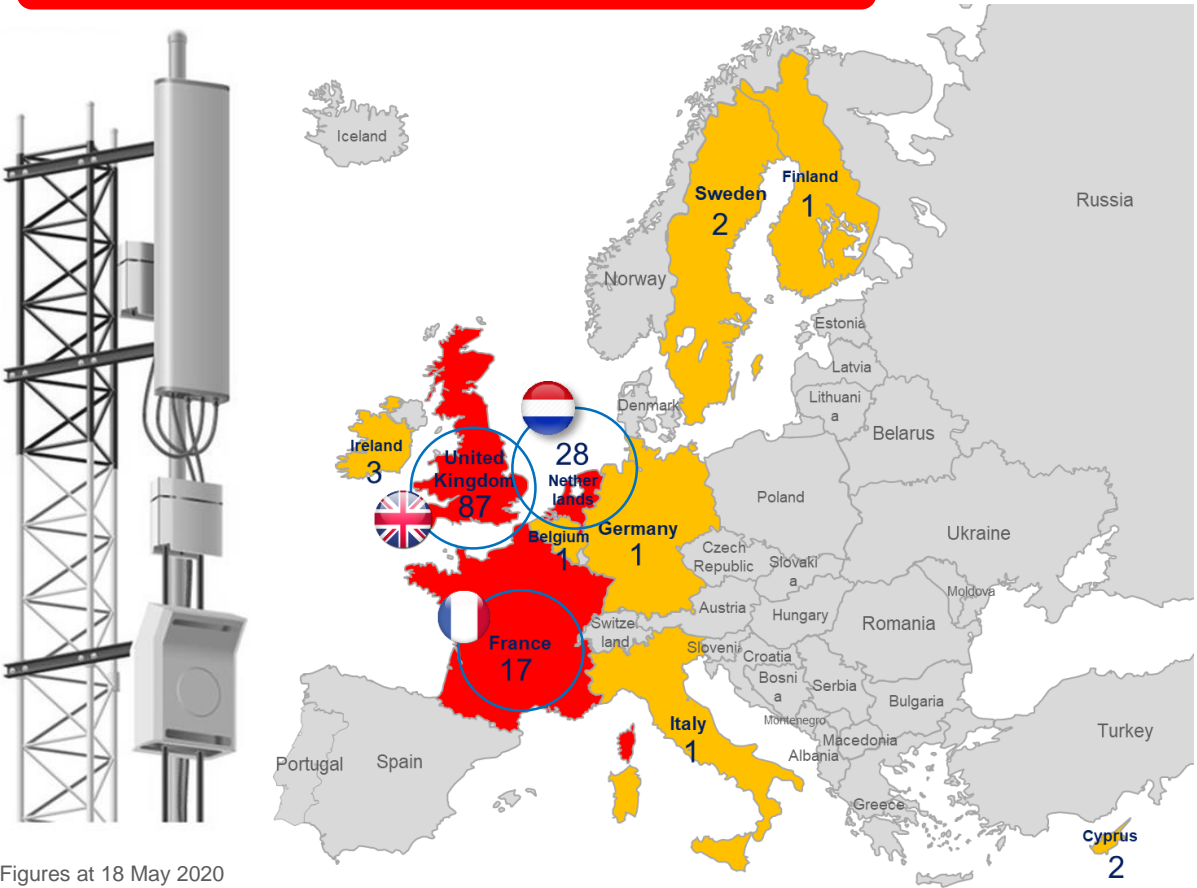 Iceland
Russia
Finland
1
Sweden
2
Norway
Estonia
Latvia
Lithuani
a
Denmark
Belarus
Ireland
3
United
Kingdom
87
28
Nether
lands
Poland
Germany
1
Belgium
1
Ukraine
Czech
Republic
Slovaki
a
Moldova
Austria
Hungary
Romania
France
17
Switzel
land
Sloveni
Croatia
Bosni
a
Serbia
Bulgaria
Montenegro
Italy
1
Macedonia
Albania
Turkey
Portugal
Spain
Greece
Cyprus
2
Figures at 18 May 2020